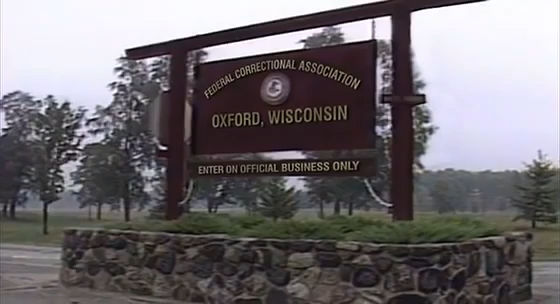 FEDERAL CORRECTIONAL ASSOCIATION
OXFORD, WISCONSIN
ENTER ON OFFICIAL BUSINESS ONLY